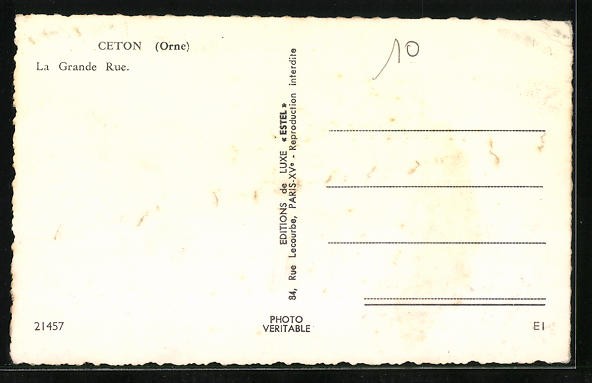 CETON (Orne)
La Grande Rue.
10
EDITIONS de LUXE « ESTEL »
84, Rue Lecourbe, PARIS-XVe - Reproduction interdite
21457
PHOTO
VERITABLE
E1